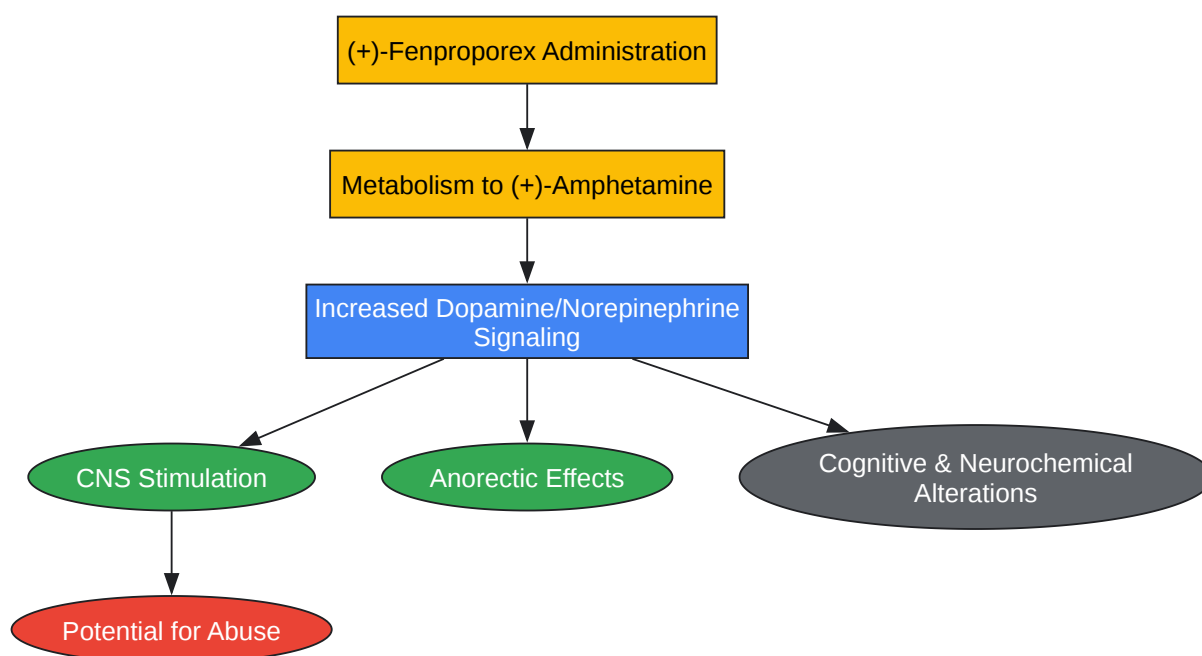 (+)-Fenproporex Administration
Metabolism to (+)-Amphetamine
Increased Dopamine/Norepinephrine
Signaling
CNS Stimulation
Anorectic Effects
Cognitive & Neurochemical
Alterations
Potential for Abuse